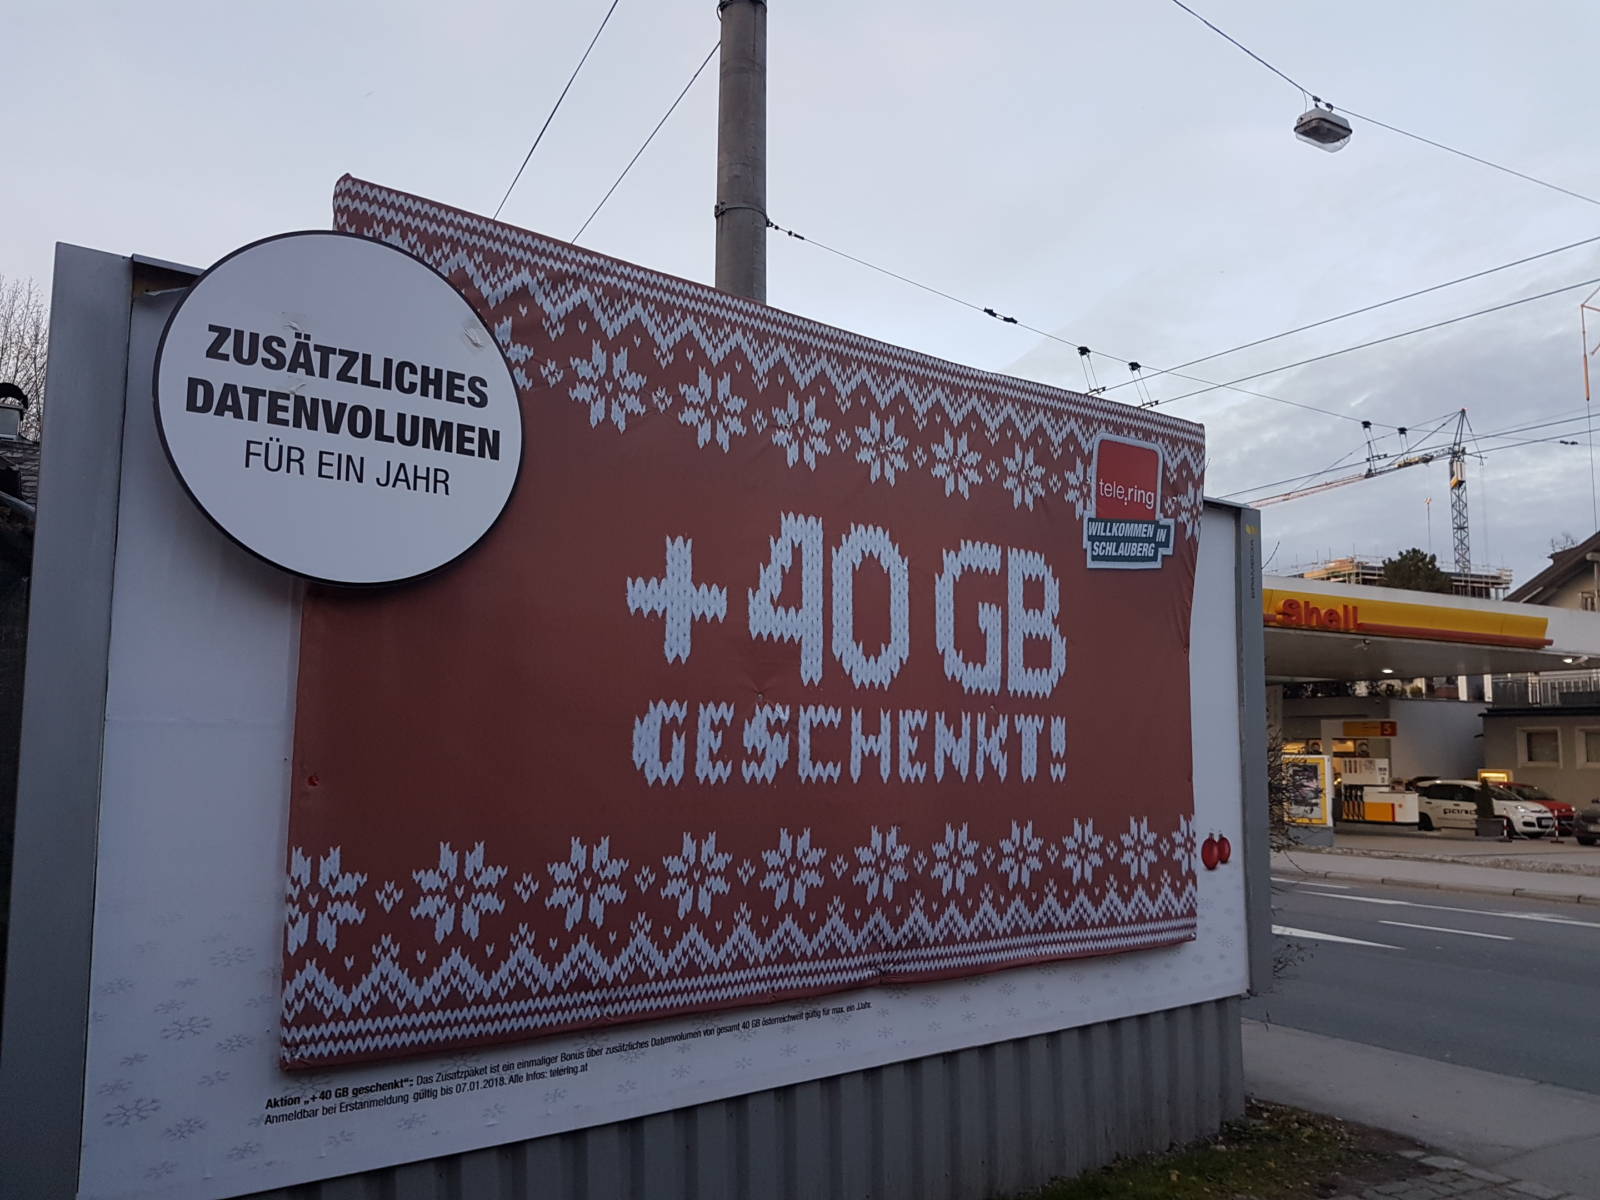 ZUSÄTZLICHES
DATENVOLUMEN
FÜR EIN JAHR
tele.ring
WILLKOMMEN IN
SCHLAUBERG
+40 GB
GESCHENKT!
Aktion „+40 GB geschenkt“: Das Zusatzpaket ist ein einmaliger Bonus über zusätzliches Datenvolumen von gesamt 40 GB österreichweit gültig für max. ein Jahr.
Anmeldbar bei Erstanmeldung gültig bis 07.01.2018. Alle Infos: telering.at
Shell